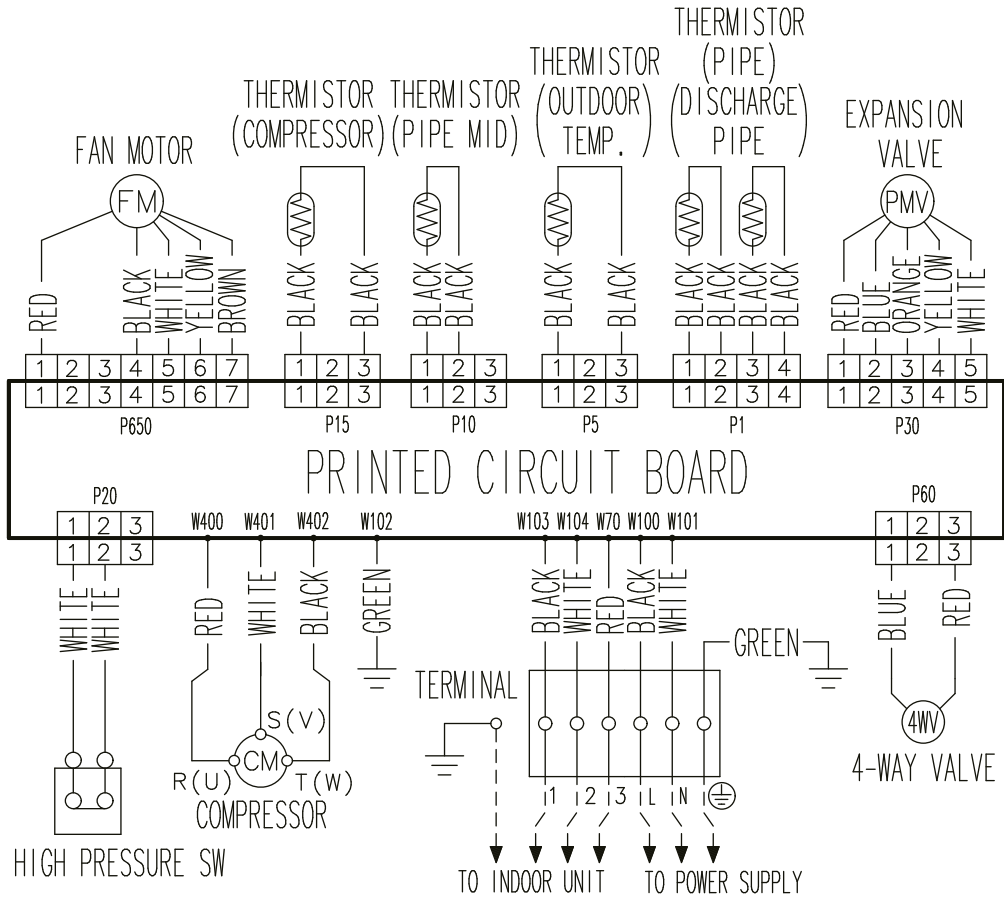 THERMISTOR
(PIPE)
(DISCHARGE)
PIPE
THERMISTOR
(OUTDOOR)
TEMP.
THERMISTOR
(COMPRESSOR)
THERMISTOR
(PIPE MID)
EXPANSION
VALVE
FAN MOTOR
FM
PMV
RED
BLACK
WHITE
YELLOW
BROWN
BLACK
BLACK
BLACK
BLACK
BLACK
BLACK
BLACK
BLACK
BLACK
BLACK
RED
BLUE
ORANGE
YELLOW
WHITE
1 2 3 4 5 6 7
1 2 3
1 2 3
1 2 3
1 2 3 4
1 2 3 4 5
1 2 3 4 5 6 7
1 2 3
1 2 3
1 2 3
1 2 3 4
1 2 3 4 5
P650
P15
P10
P5
P1
P30
PRINTED CIRCUIT BOARD
P20
P60
1 2 3
1 2 3
W400
W401
W402
W102
W103
W104
W70
W100
W101
1 2 3
1 2 3
WHITE
WHITE
RED
WHITE
BLACK
GREEN
BLACK
WHITE
RED
BLACK
WHITE
BLUE
RED
GREEN
TERMINAL
S(V)
CM
R(U)
T(W)
COMPRESSOR
4WV
4-WAY VALVE
1 2 3 L N
HIGH PRESSURE SW
TO INDOOR UNIT
TO POWER SUPPLY